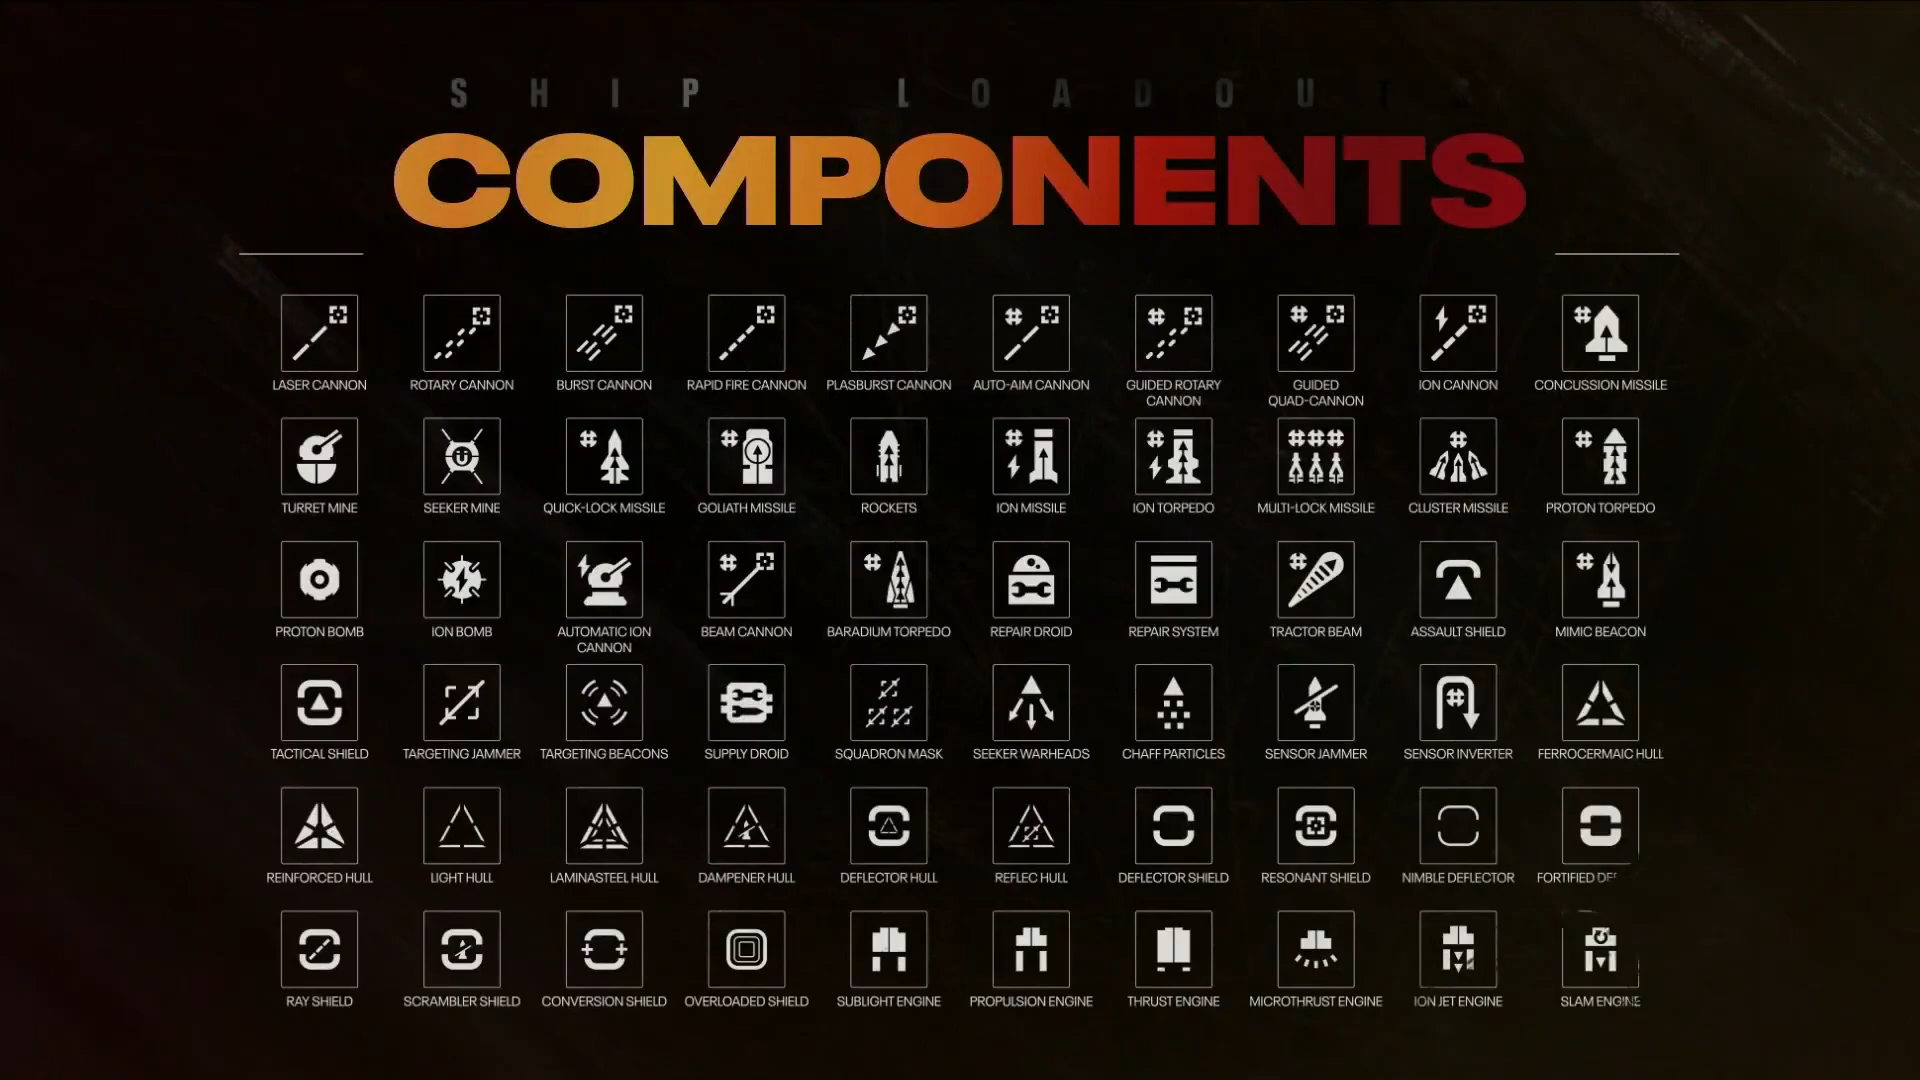 SHIP LOADOUTS
COMPONENTS
LASER CANNON
ROTARY CANNON
BURST CANNON
RAPID FIRE CANNON
PLASBURST CANNON
AUTO-AIM CANNON
GUIDED ROTARY
CANNON
GUIDED
QUAD-CANNON
ION CANNON
CONCUSSION MISSILE
TURRET MINE
SEEKER MINE
QUICK-LOCK MISSILE
GOLIATH MISSILE
ROCKETS
ION MISSILE
ION TORPEDO
MULTI-LOCK MISSILE
CLUSTER MISSILE
PROTON TORPEDO
PROTON BOMB
ION BOMB
AUTOMATIC ION
CANNON
BEAM CANNON
BARADIUM TORPEDO
REPAIR DROID
REPAIR SYSTEM
TRACTOR BEAM
ASSAULT SHIELD
MIMIC BEACON
TACTICAL SHIELD
TARGETING JAMMER
TARGETING BEACONS
SUPPLY DROID
SQUADRON MASK
SEEKER WARHEADS
CHAFF PARTICLES
SENSOR JAMMER
SENSOR INVERTER
FERROCERMAIC HULL
REINFORCED HULL
LIGHT HULL
LAMINASTEEL HULL
DAMPENER HULL
DEFLECTOR HULL
REFLEC HULL
DEFLECTOR SHIELD
RESONANT SHIELD
NIMBLE DEFLECTOR
FORTIFIED DEF
RAY SHIELD
SCRAMBLER SHIELD
CONVERSION SHIELD
OVERLOADED SHIELD
SUBLIGHT ENGINE
PROPULSION ENGINE
THRUST ENGINE
MICROTHRUST ENGINE
ION JET ENGINE
SLAM ENGINE